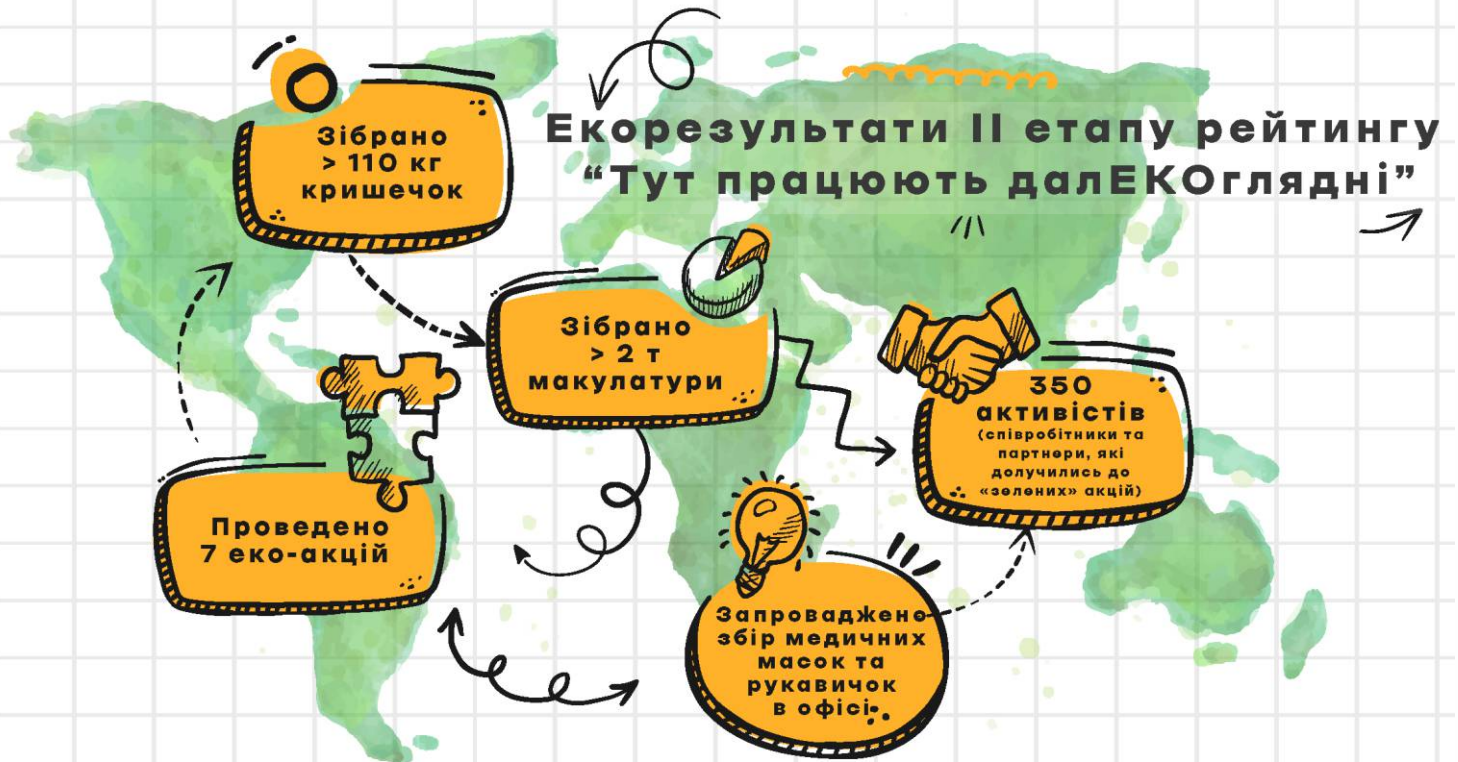 Екорезультати ІІ етапу рейтингу
“Тут працюють далЕКОглядні”
Зібрано
> 110 кг
кришечок
Зібрано
> 2 т
макулатури
350
активістів
(співробітники та
партнери, які
долучились до
«зелених» акцій)
Проведено
7 еко-акцій
Запроваджено
збір медичних
масок та
рукавичок
в офісі